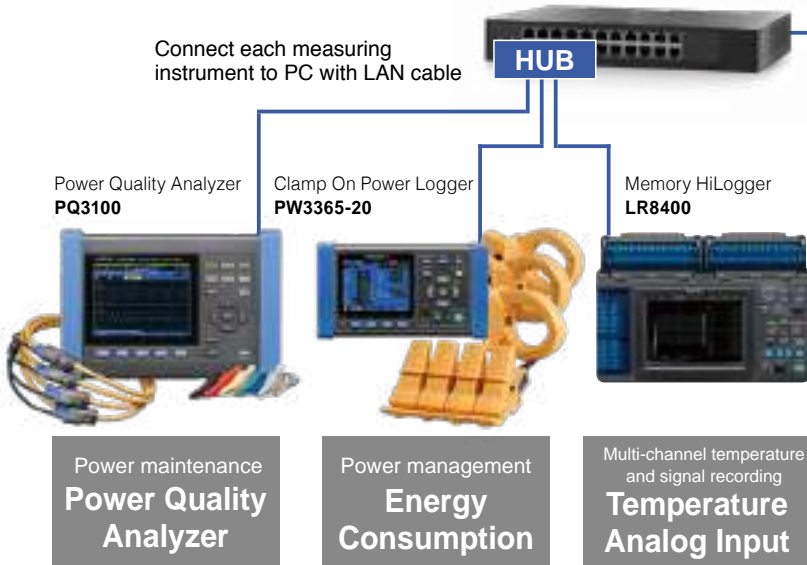 Connect each measuring
instrument to PC with LAN cable
HUB
Power Quality Analyzer
PQ3100
Clamp On Power Logger
PW3365-20
Memory HiLogger
LR8400
Power maintenance
Power Quality
Analyzer
Power management
Energy
Consumption
Multi-channel temperature
and signal recording
Temperature
Analog Input